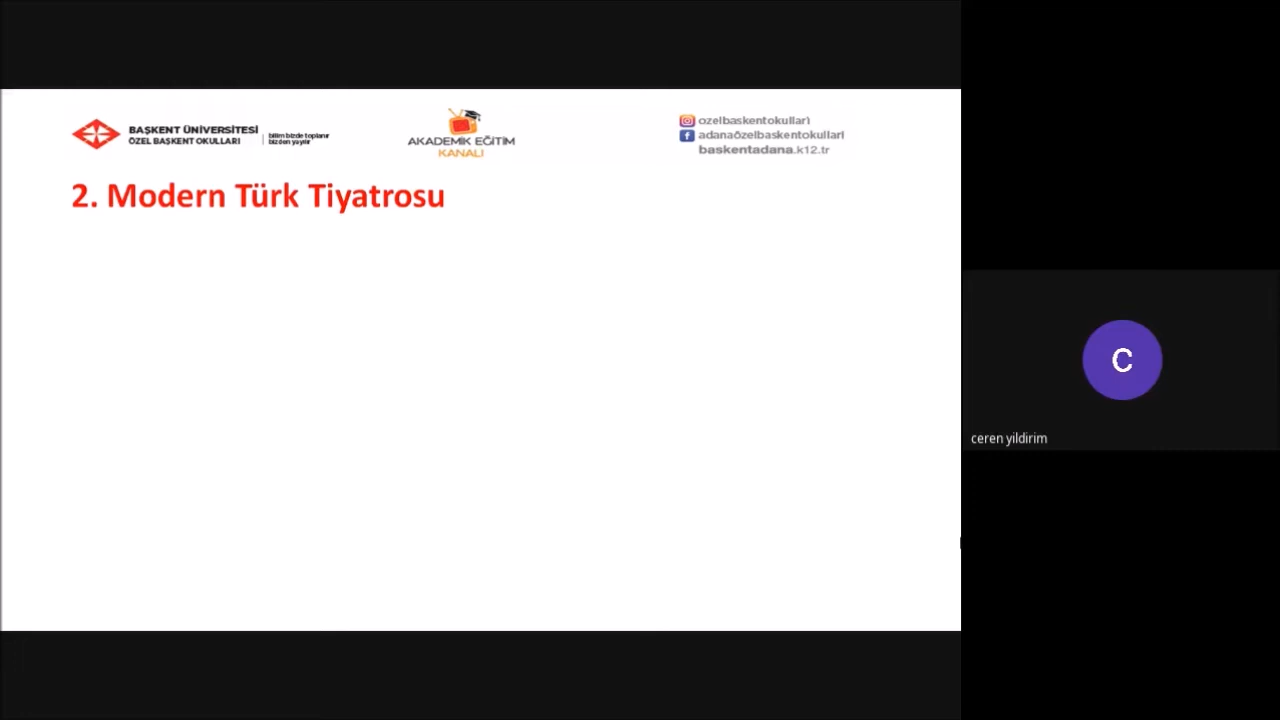 BAŞKENT ÜNİVERSİTESİ
ÖZEL BAŞKENT OKULLARI
bilim bizde toplanır
bizden yayılır
AKADEMİK EĞİTİM
KANALI
ozelbaskentokullari
adanaözelbaskentokullari
baskentadana.k12.tr
2. Modern Türk Tiyatrosu
C
ceren yildirim